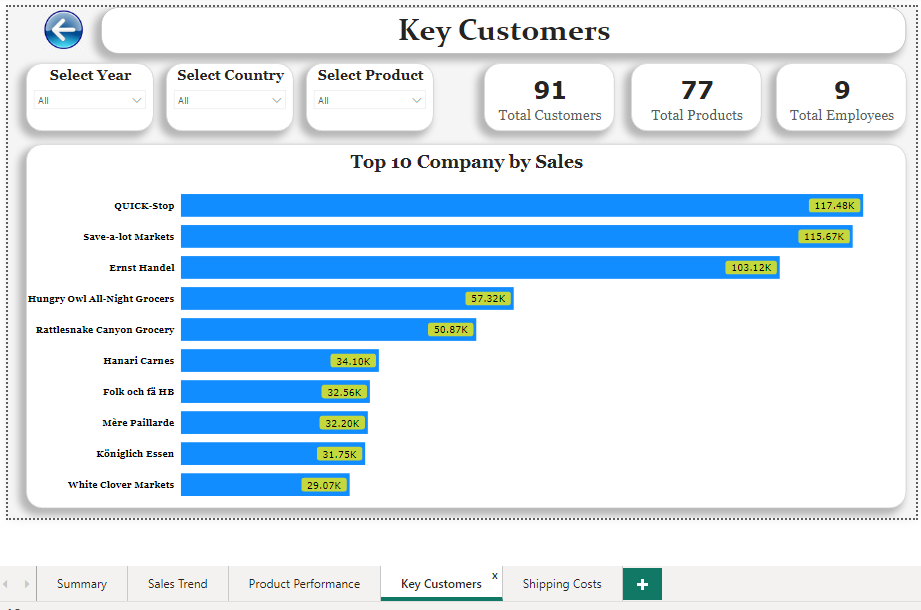 Key Customers
Select Year
All
Select Country
All
Select Product
All
91
Total Customers
77
Total Products
9
Total Employees
Top 10 Company by Sales
QUICK-Stop 117.48K
Save-a-lot Markets 115.67K
Ernst Handel 103.12K
Hungry Owl All-Night Grocers 57.32K
Rattlesnake Canyon Grocery 50.87K
Hanari Carnes 34.10K
Folk och fä HB 32.56K
Mère Paillarde 32.20K
Königlich Essen 31.75K
White Clover Markets 29.07K
Summary
Sales Trend
Product Performance
Key Customers x
Shipping Costs
+